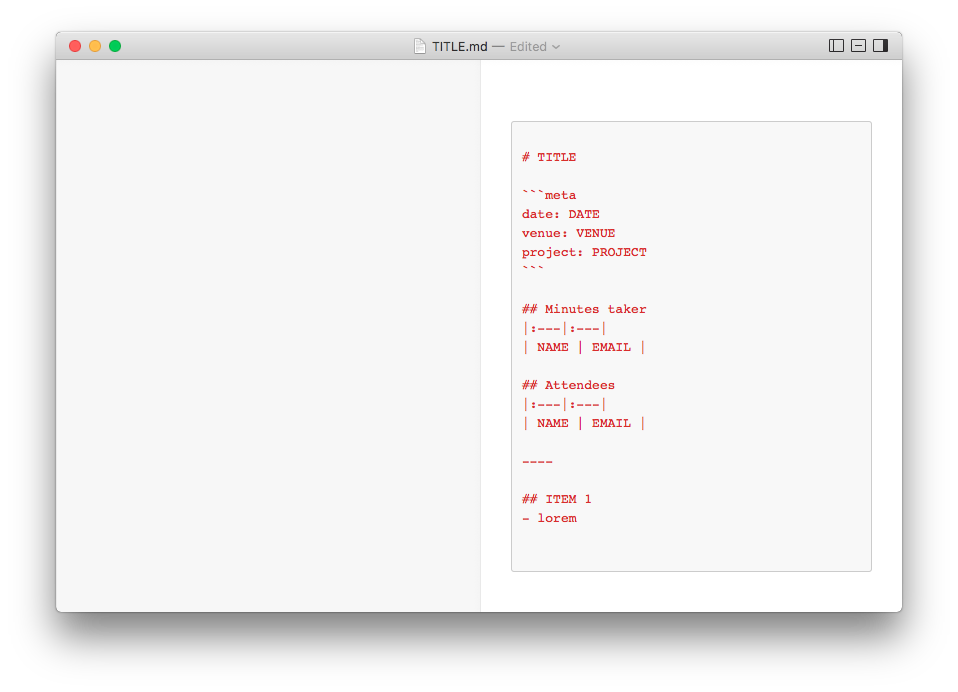 TITLE.md — Edited
# TITLE
```meta
date: DATE
venue: VENUE
project: PROJECT
```
## Minutes taker
|:---|:---|
| NAME | EMAIL |
## Attendees
|:---|:---|
| NAME | EMAIL |
----
## ITEM 1
- lorem